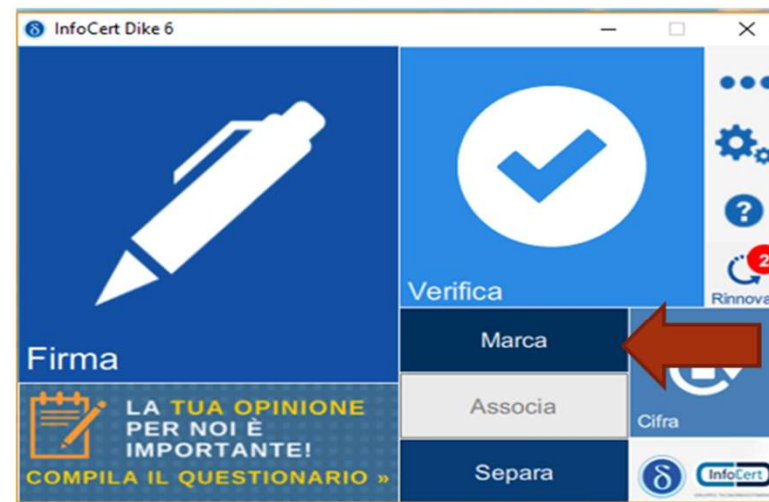 InfoCert Dike 6
Firma
Verifica
2
Rinnova
Marca
Associa
Separa
Cifra
LA TUA OPINIONE
PER NOI È
IMPORTANTE!
COMPILA IL QUESTIONARIO »
InfoCert